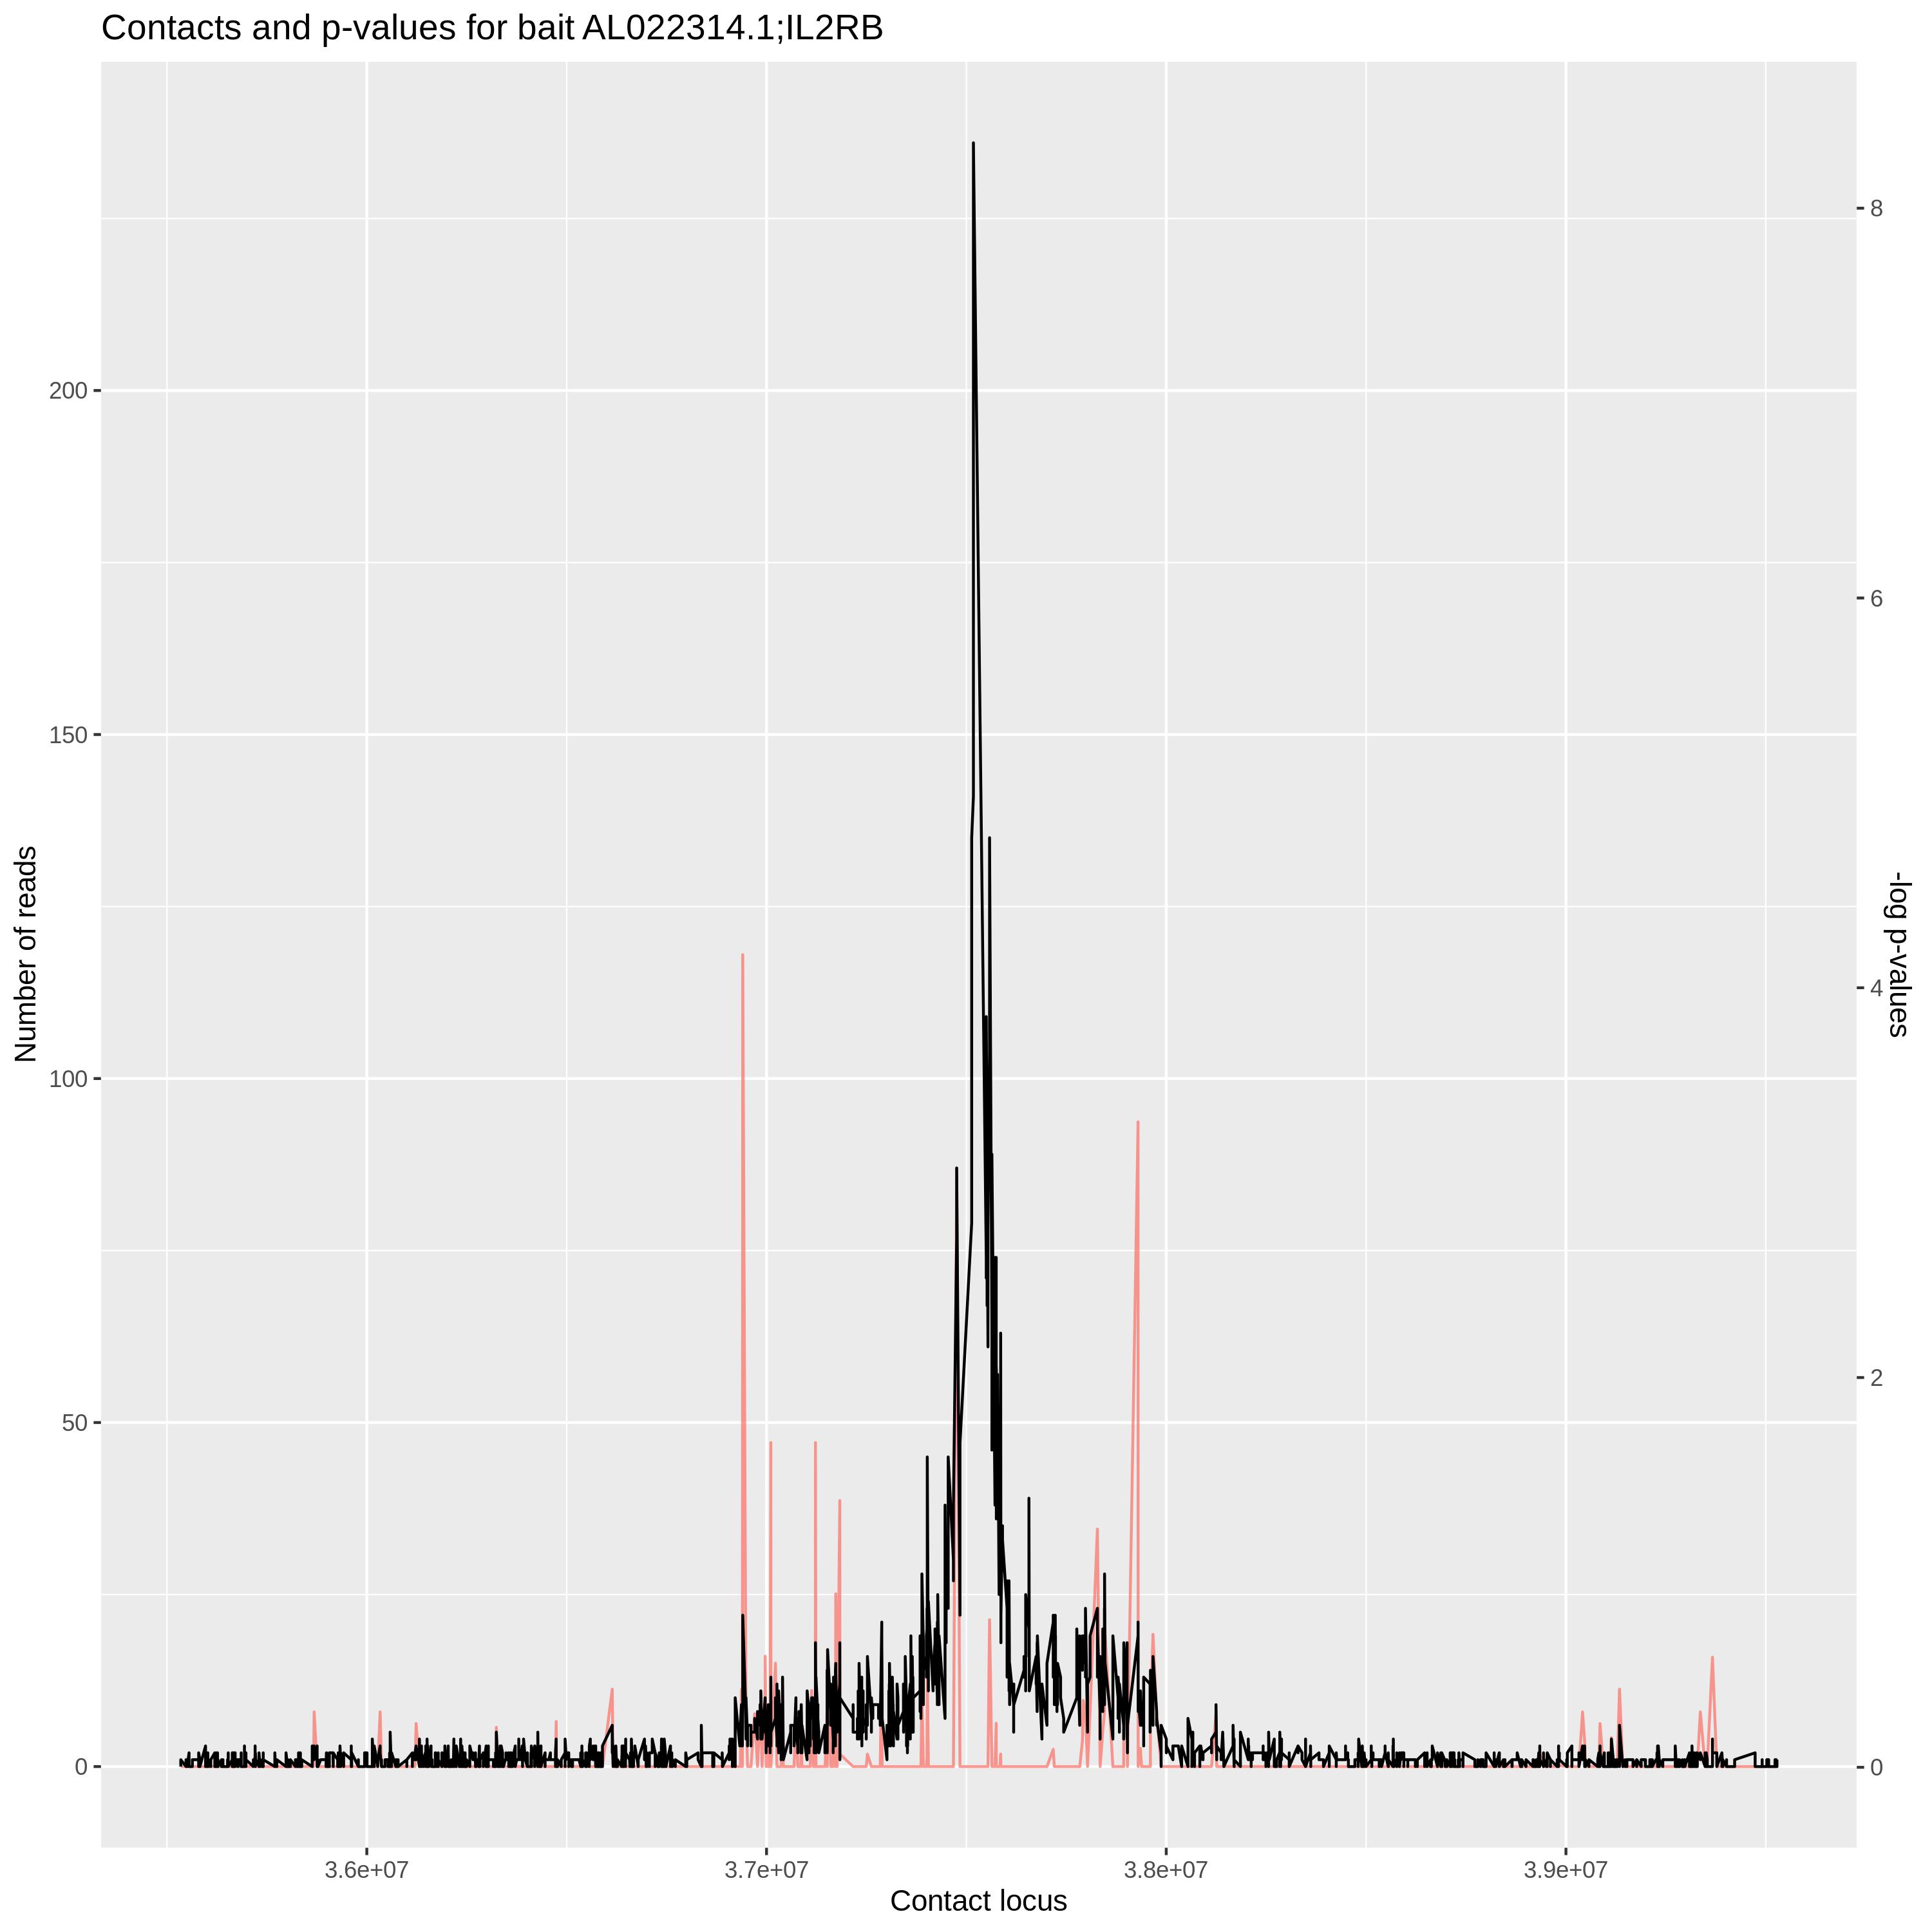 Contacts and p-values for bait AL022314.1;IL2RB
Number of reads
200
150
100
50
0
8
6
4
2
0
-log p-values
3.6e+07 3.7e+07 3.8e+07 3.9e+07
Contact locus